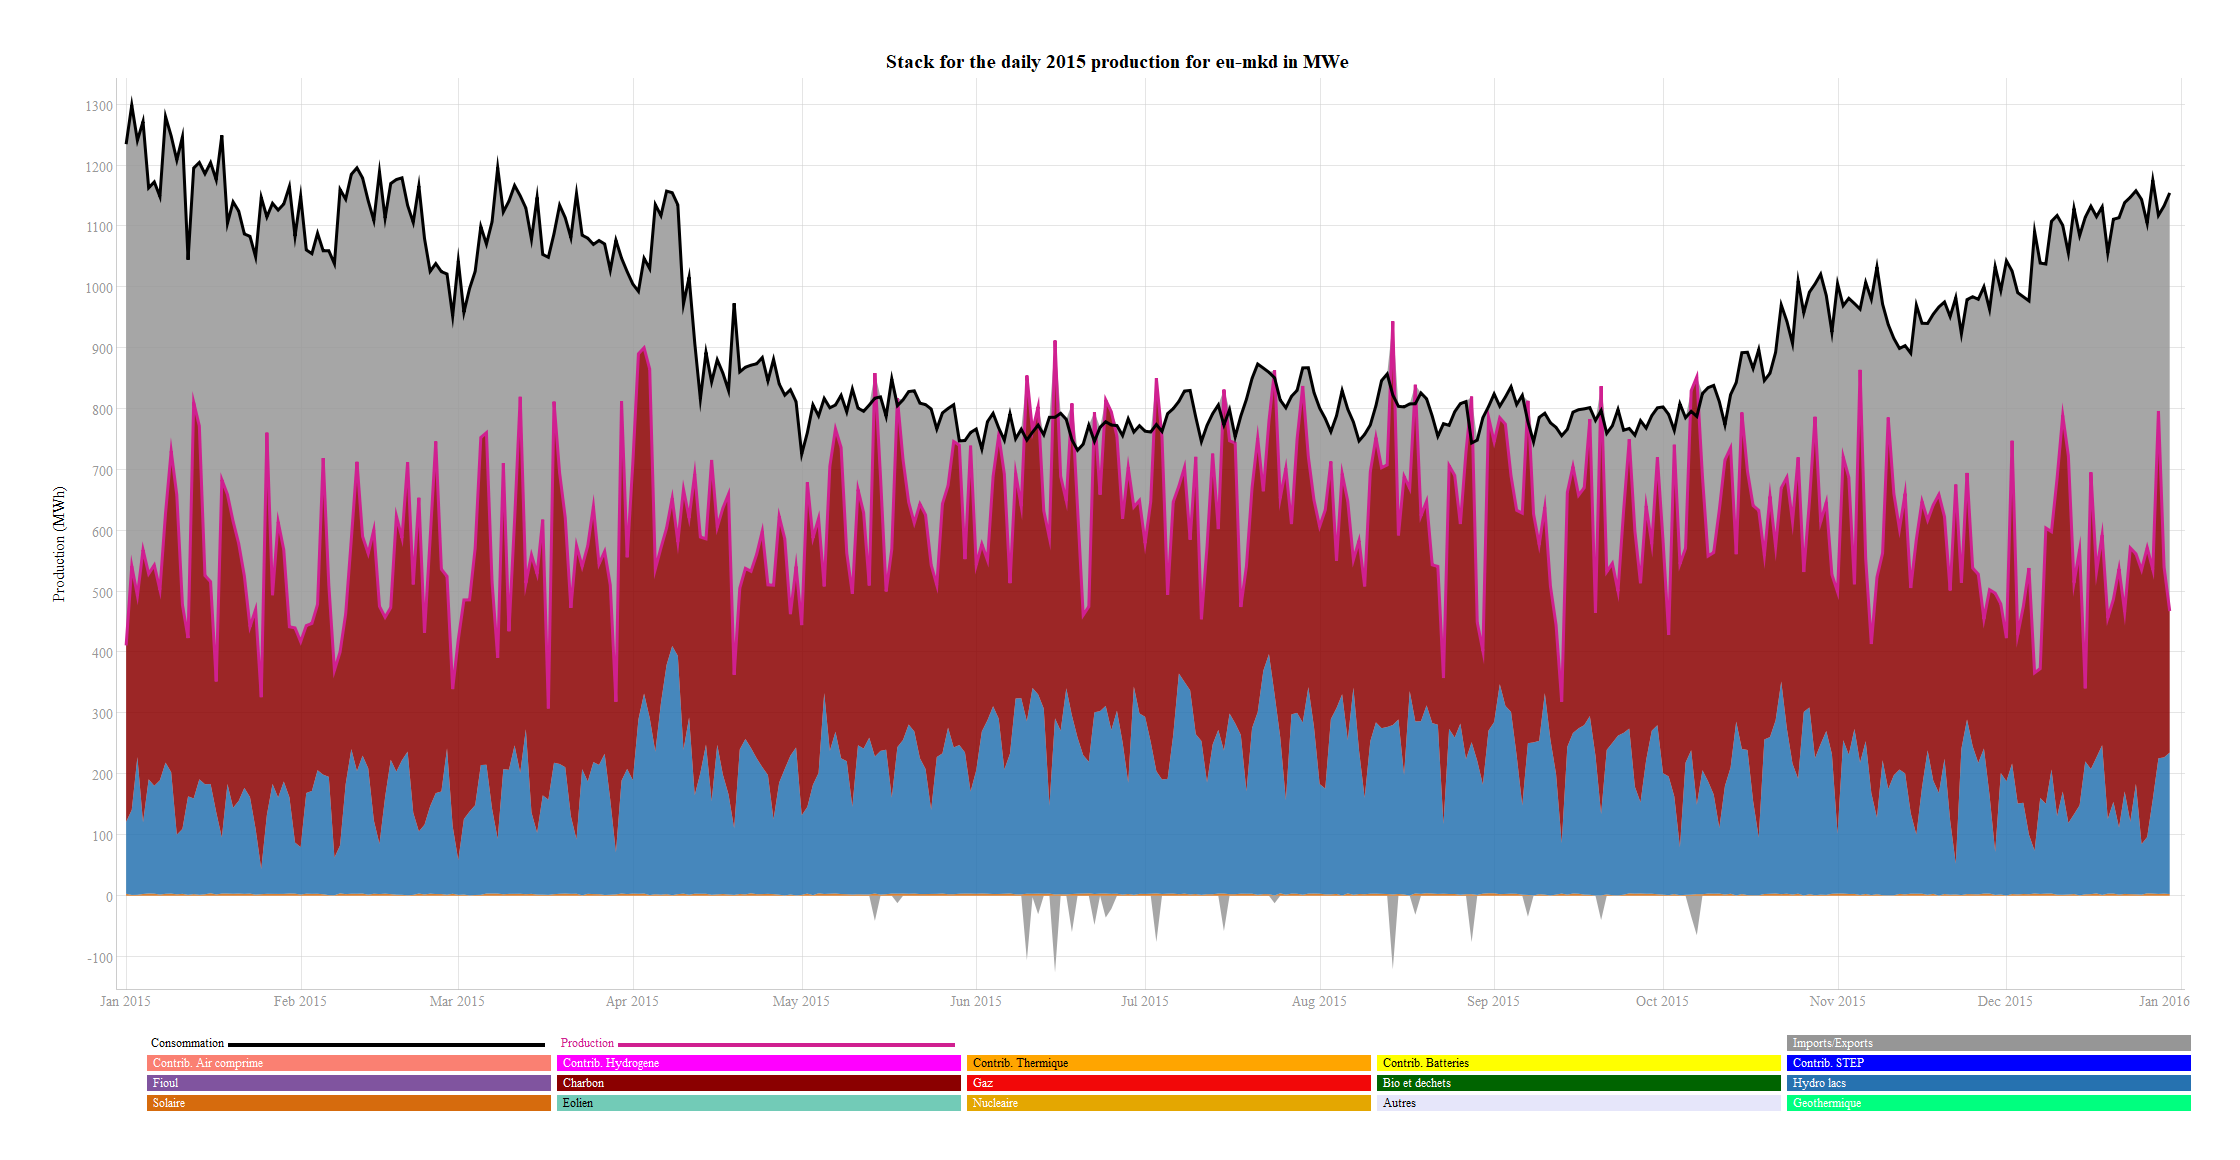 Stack for the daily 2015 production for eu-mkd in MWe
Production (MWh)
1300
1200
1100
1000
900
800
700
600
500
400
300
200
100
0
-100
Jan 2015 Feb 2015 Mar 2015 Apr 2015 May 2015 Jun 2015 Jul 2015 Aug 2015 Sep 2015 Oct 2015 Nov 2015 Dec 2015 Jan 2016
Consommation Production Imports/Exports
Contrib. Air comprime Contrib. Hydrogene Contrib. Thermique Contrib. Batteries Contrib. STEP
Fioul Charbon Gaz Bio et dechets Hydro lacs
Solaire Eolien Nucleaire Autres Geothermique